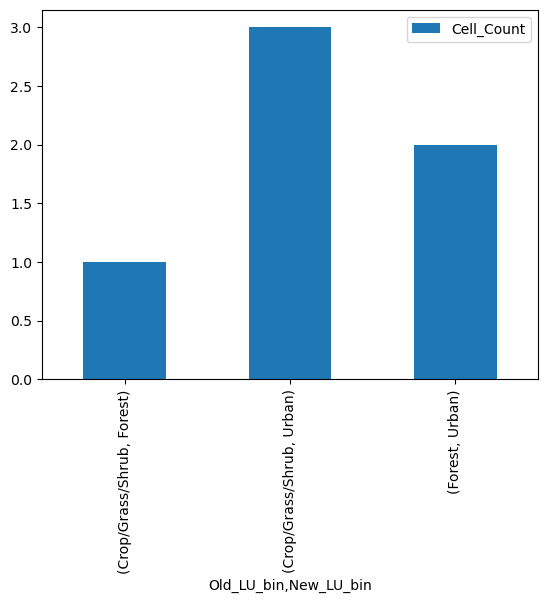 Cell_Count
3.0
2.5
2.0
1.5
1.0
0.5
0.0
(Crop/Grass/Shrub, Forest)
(Crop/Grass/Shrub, Urban)
(Forest, Urban)
Old_LU_bin,New_LU_bin